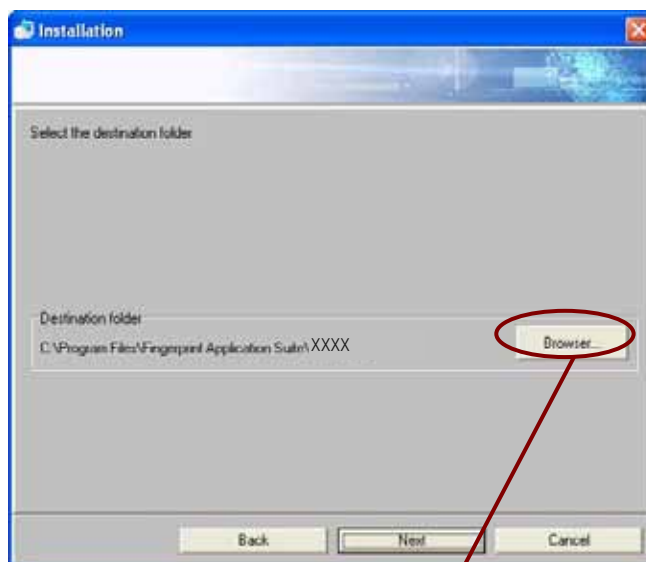 Installation
Select the destination folder
Destination folder
C:\Program Files\Fingerprint Application Suite\XXXX
Browser...
Back
Next
Cancel